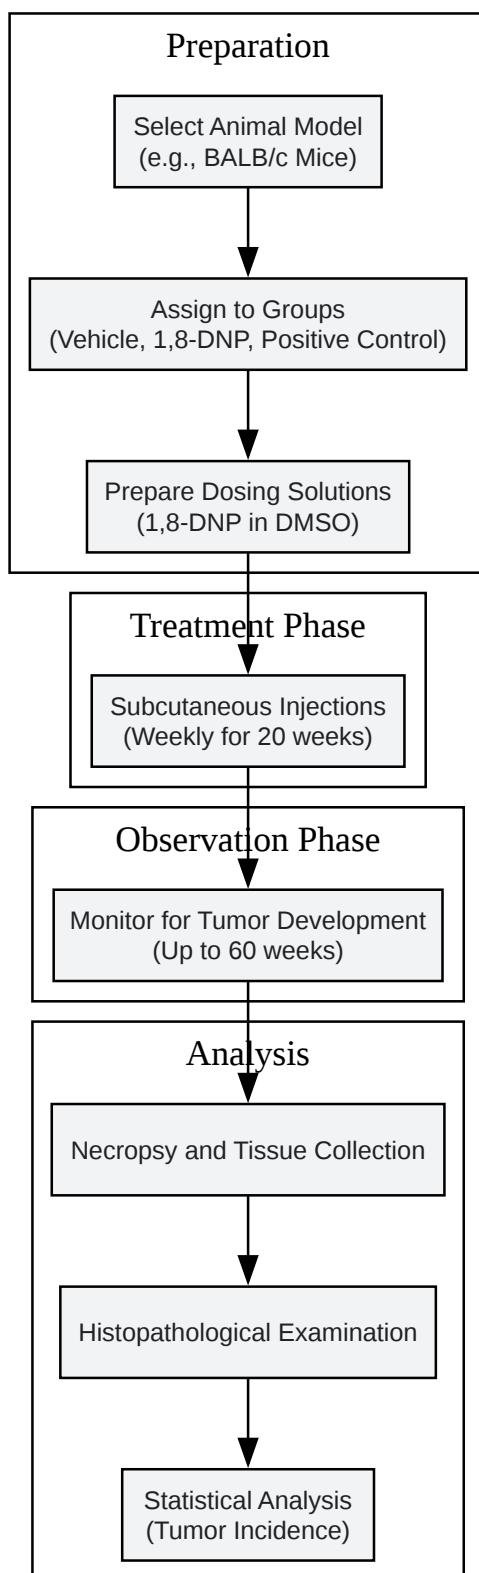 Preparation
Select Animal Model
(e.g., BALB/c Mice)
Assign to Groups
(Vehicle, 1,8-DNP, Positive Control)
Prepare Dosing Solutions
(1,8-DNP in DMSO)
Treatment Phase
Subcutaneous Injections
(Weekly for 20 weeks)
Observation Phase
Monitor for Tumor Development
(Up to 60 weeks)
Analysis
Necropsy and Tissue Collection
Histopathological Examination
Statistical Analysis
(Tumor Incidence)